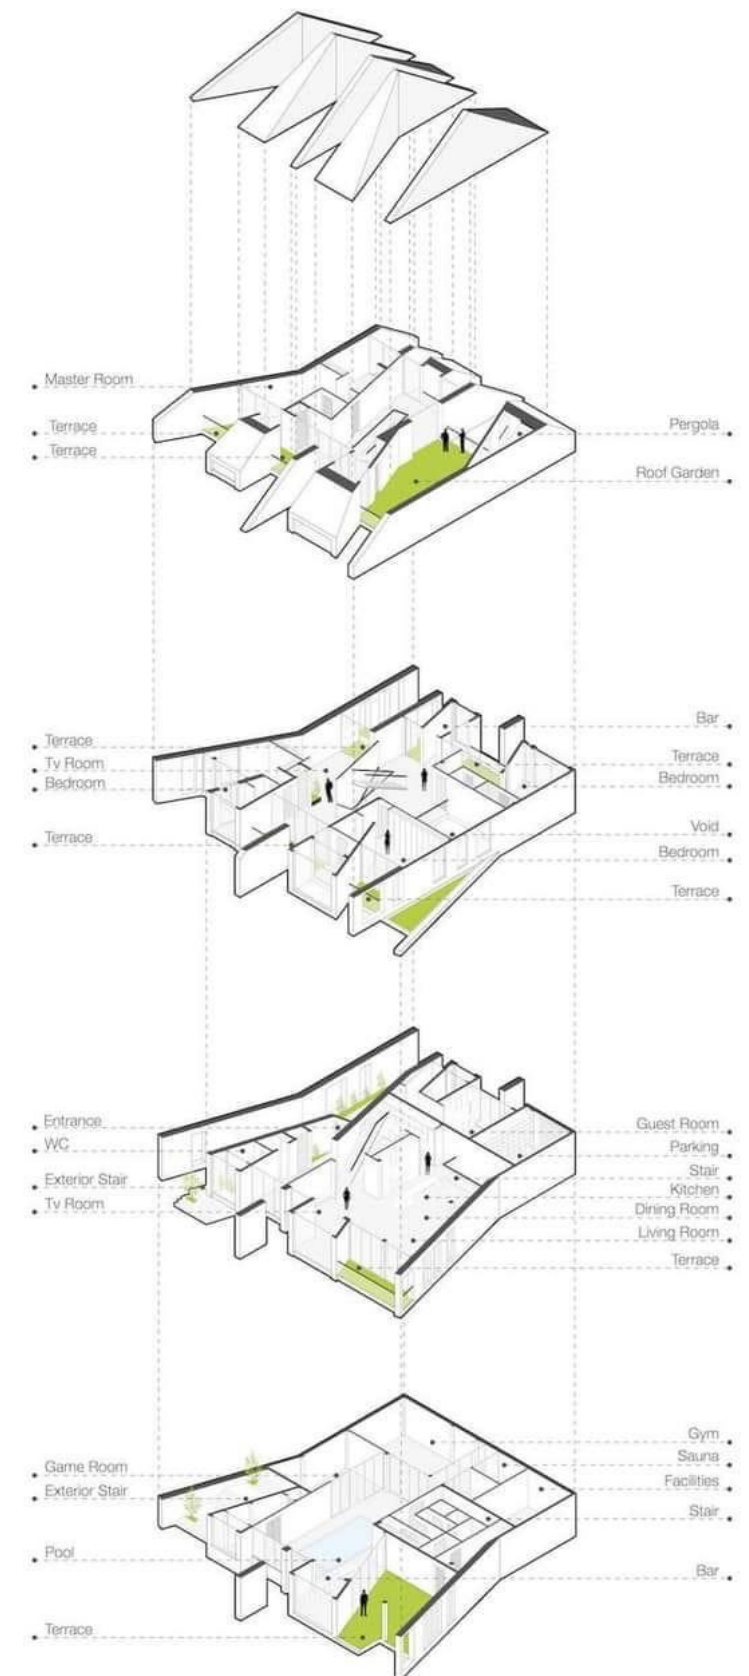 Master Room
Terrace
Terrace
Pergola
Roof Garden
Terrace
Tv Room
Bedroom
Terrace
Bar
Terrace
Bedroom
Void
Bedroom
Terrace
Entrance
WC
Exterior Stair
Tv Room
Guest Room
Parking
Stair
Kitchen
Dining Room
Living Room
Terrace
Game Room
Exterior Stair
Pool
Terrace
Gym
Sauna
Facilities
Stair
Bar